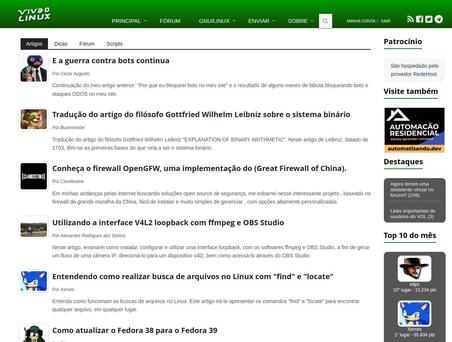 VIVA O
LINUX
PRINCIPAL
FÓRUM
GNU/LINUX
ENVIAR
SOBRE
MINHA CONTA | SAIR
Artigos
Dicas
Fórum
Scripts
E a guerra contra bots continua
Por Cezar Augusto
Continuação do meu artigo anterior: "Por que eu bloqueei bots no meu site" e o resultado de alguns meses de labuta bloqueando bots e
ataques DDOS no meu site.
Tradução do artigo do filósofo Gottfried Wilhelm Leibniz sobre o sistema binário
Por Buckminster
Tradução do artigo do filósofo Gottfried Wilhelm Leibniz "EXPLANATION OF BINARY ARITHMETIC". Neste artigo de Leibniz, datado de
1703, têm-se as primeiras bases do que viria a ser o sistema binário.
Conheça o firewall OpenGFW, uma implementação do (Great Firewall of China).
Por Clandestine
Em minhas andanças pelas internet buscando soluções open source de segurança, me esbarrei nesse interessante projeto , baseado no
firewall da grande muralha da China, fácil de instalar e muito simples de gerenciar , com opções altamente personalizadas.
Utilizando a interface V4L2 loopback com ffmpeg e OBS Studio
Por Alexandre Rodrigues dos Santos
Neste artigo, ensinarei como instalar, configurar e utilizar uma interface loopback, com os softwares ffmpeg e OBS Studio, a fim de gerar
um fluxo de uma câmera IP, direcioná-lo para um dispositivo v4l2, bem como acessá-lo através do OBS Studio.
Entendendo como realizar busca de arquivos no Linux com "find" e "locate"
Por Xerxes
Entenda como funcionam as buscas de arquivos no Linux. Este artigo irá te apresentar os comandos "find" e "locate" para encontrar
qualquer arquivo, em qualquer lugar.
Como atualizar o Fedora 38 para o Fedora 39
Patrocínio
Site hospedado pelo
provedor RedeHost.
Visite também
AUTOMAÇÃO
RESIDENCIAL
automatizando.dev
Destaques
Agora temos uma
assistente virtual no
fórum!!! (246)
Links importantes de
usuários do VOL (3)
Top 10 do mês
edps
10° lugar - 13.234 pts
Xerxes
1° lugar - 65.834 pts